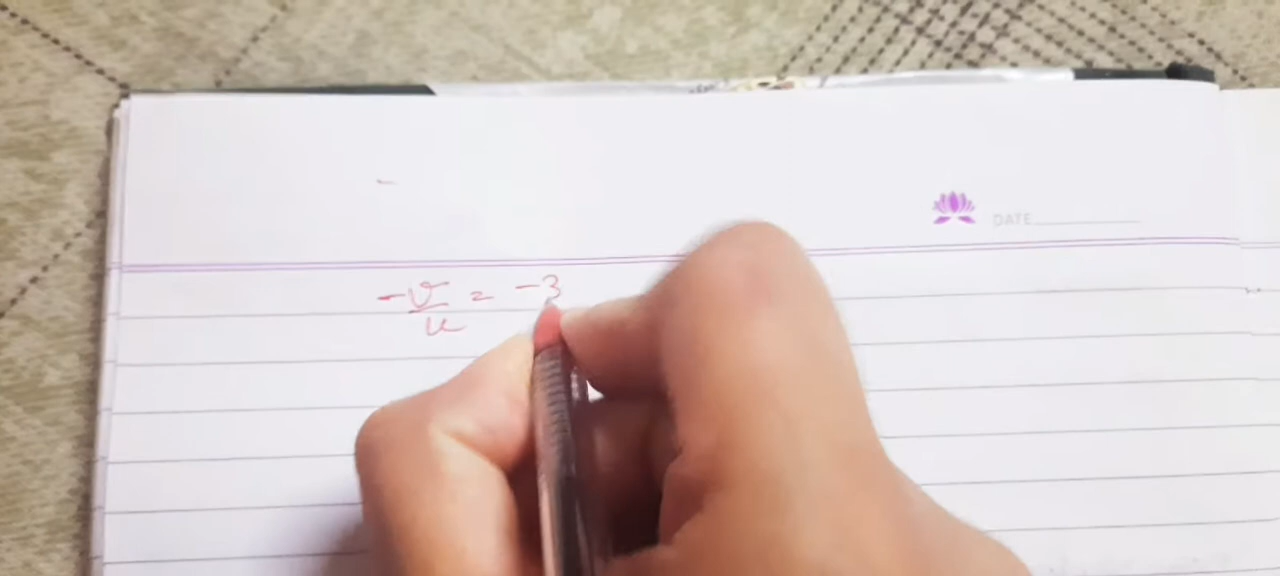 DATE
-v/u = -3